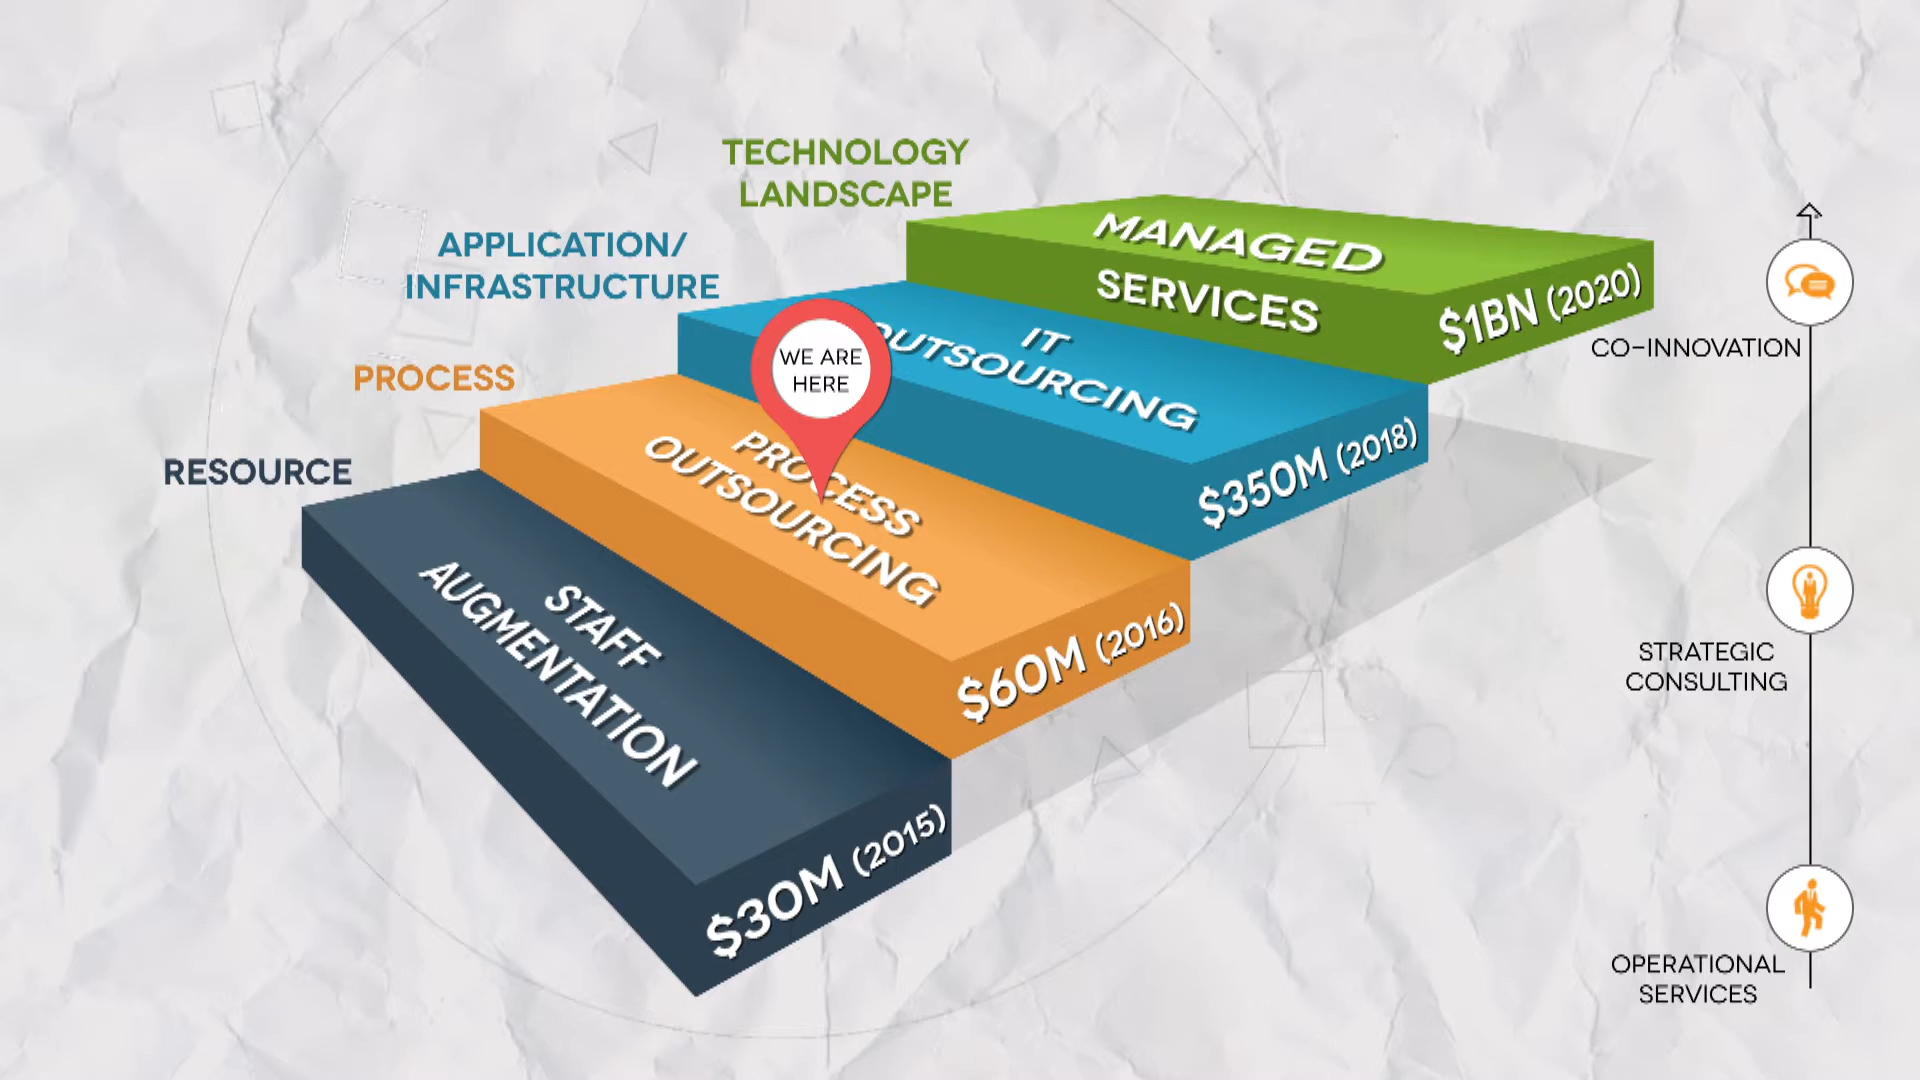 TECHNOLOGY
LANDSCAPE
APPLICATION/
INFRASTRUCTURE
PROCESS
RESOURCE
WE ARE
HERE
MANAGED
SERVICES
$1BN (2020)
IT
OUTSOURCING
$350M (2018)
PROCESS
OUTSOURCING
$60M (2016)
STAFF
AUGMENTATION
$30M (2015)
CO-INNOVATION
STRATEGIC
CONSULTING
OPERATIONAL
SERVICES